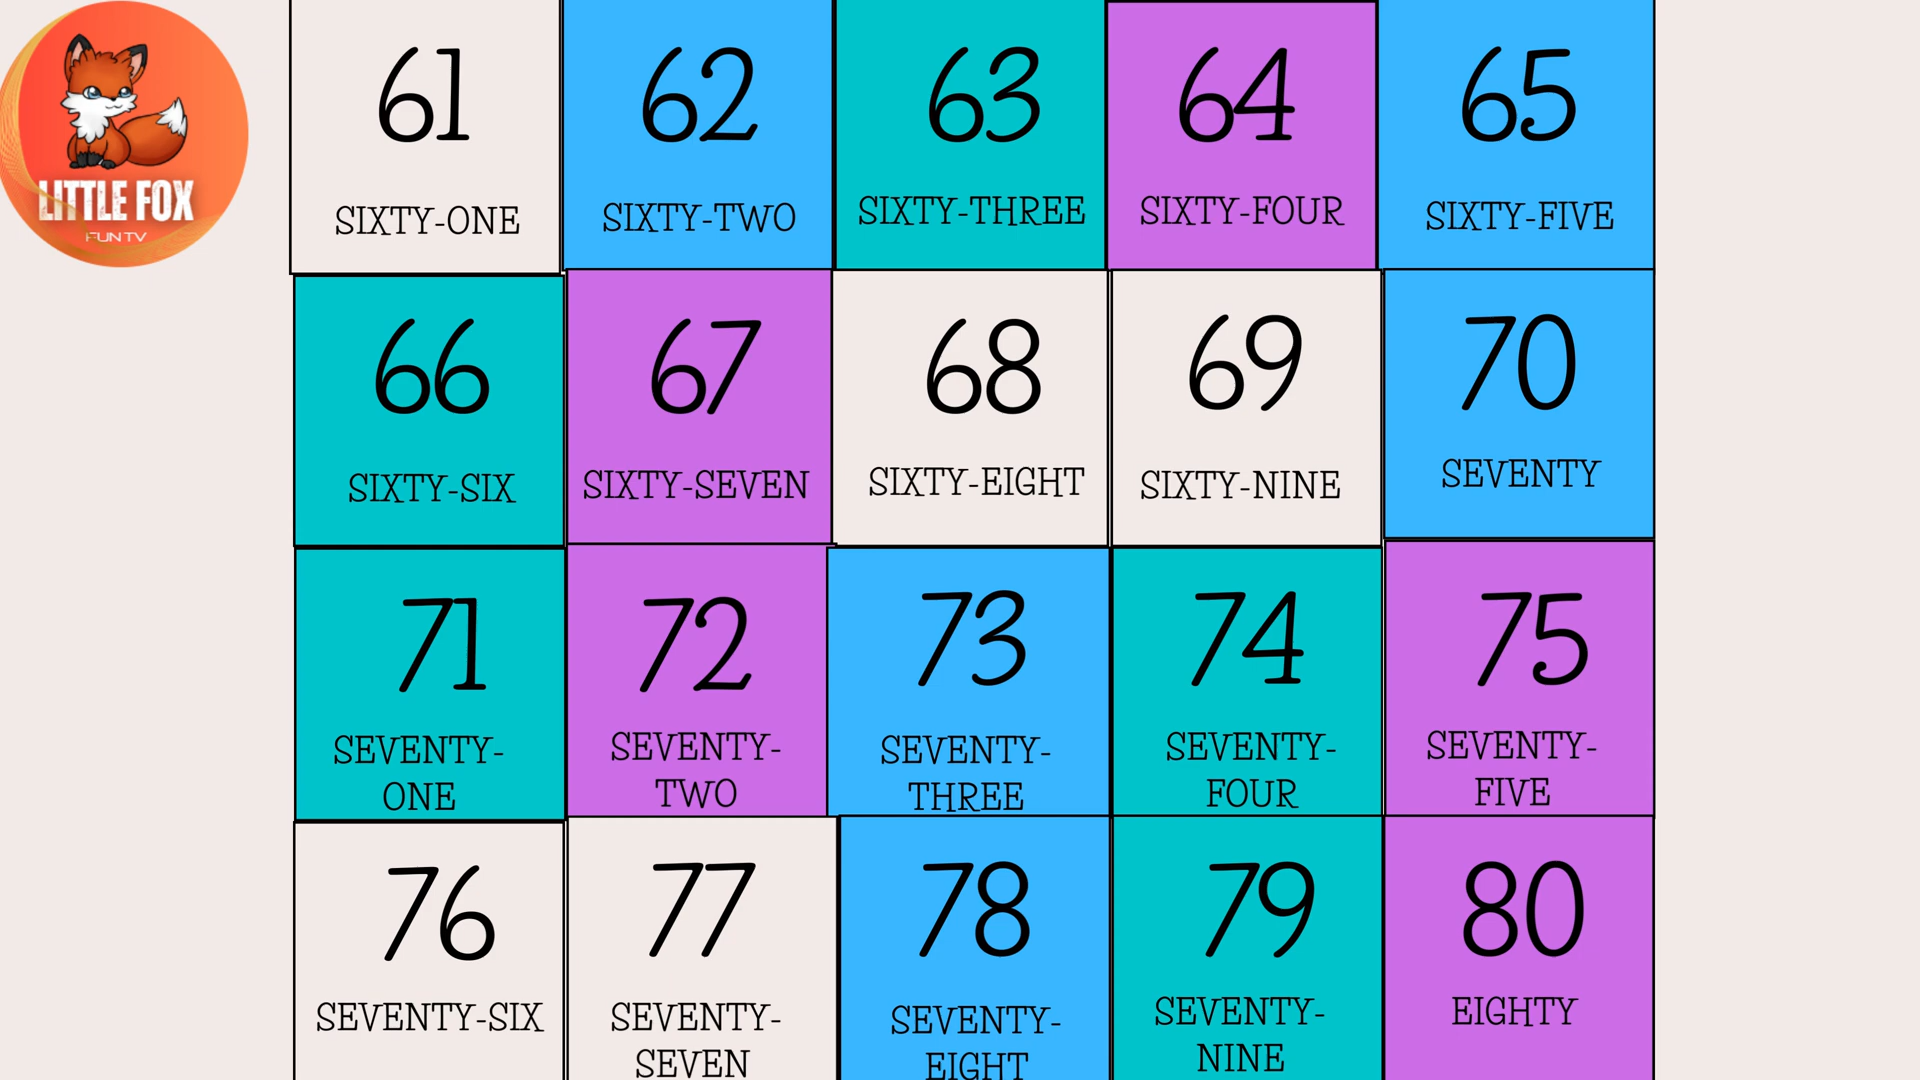 LITTLE FOX
FUN TV
61
62
63
64
65
SIXTY-ONE
SIXTY-TWO
SIXTY-THREE
SIXTY-FOUR
SIXTY-FIVE
66
67
68
69
70
SIXTY-SIX
SIXTY-SEVEN
SIXTY-EIGHT
SIXTY-NINE
SEVENTY
71
72
73
74
75
SEVENTY-
ONE
SEVENTY-
TWO
SEVENTY-
THREE
SEVENTY-
FOUR
SEVENTY-
FIVE
76
77
78
79
80
SEVENTY-SIX
SEVENTY-
SEVEN
SEVENTY-
EIGHT
SEVENTY-
NINE
EIGHTY